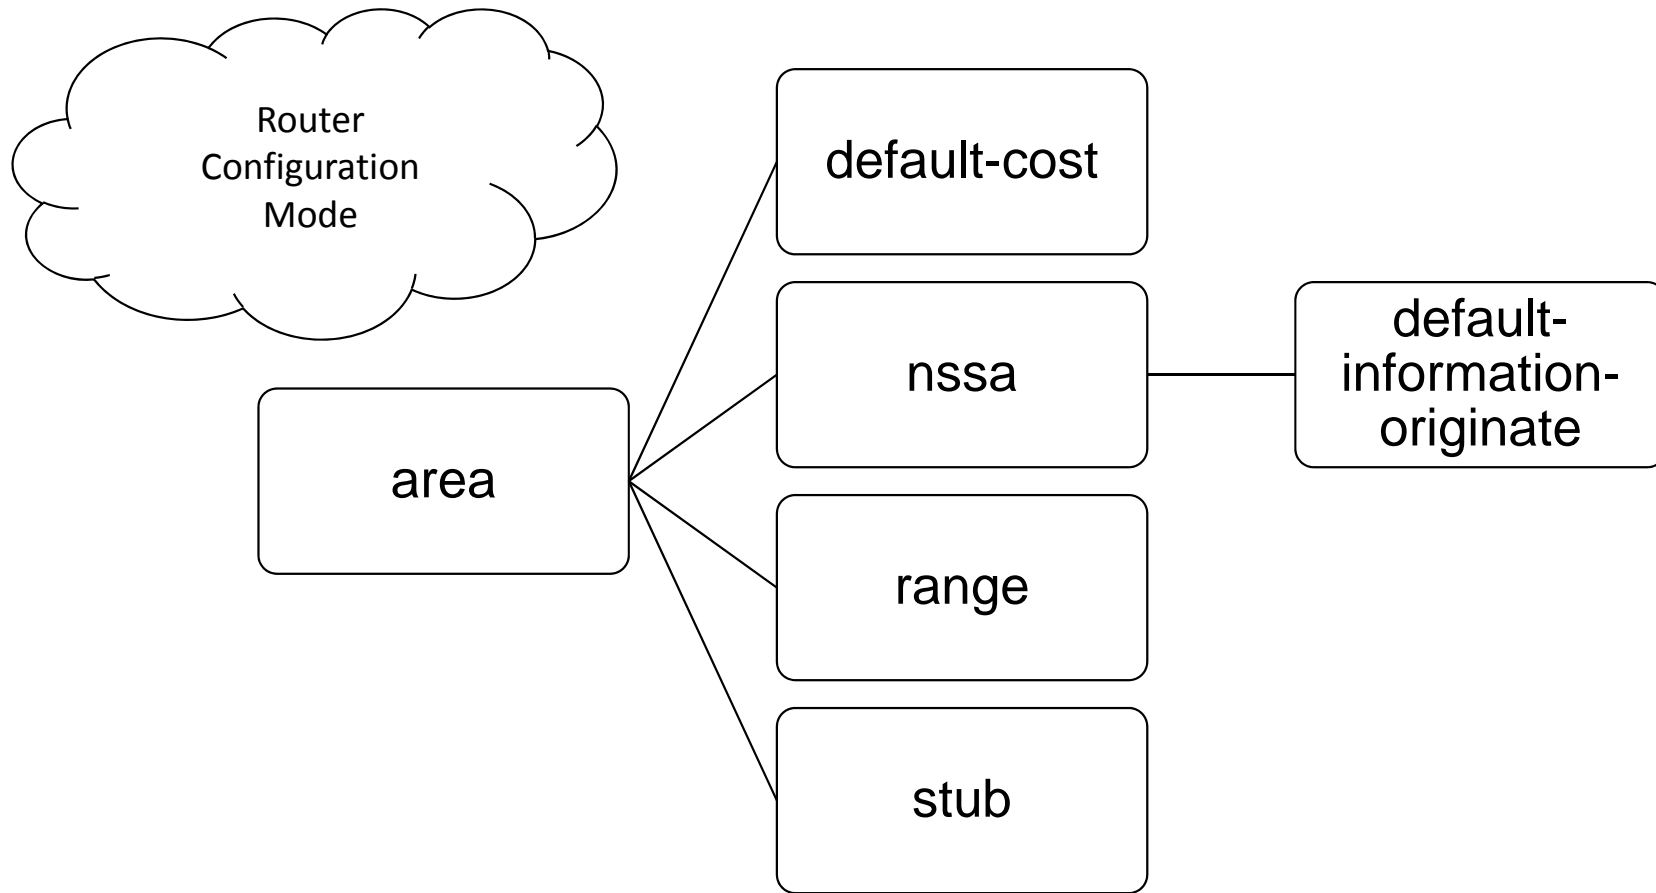 Router
Configuration
Mode
area
default-cost
nssa
range
stub
default-
information-
originate